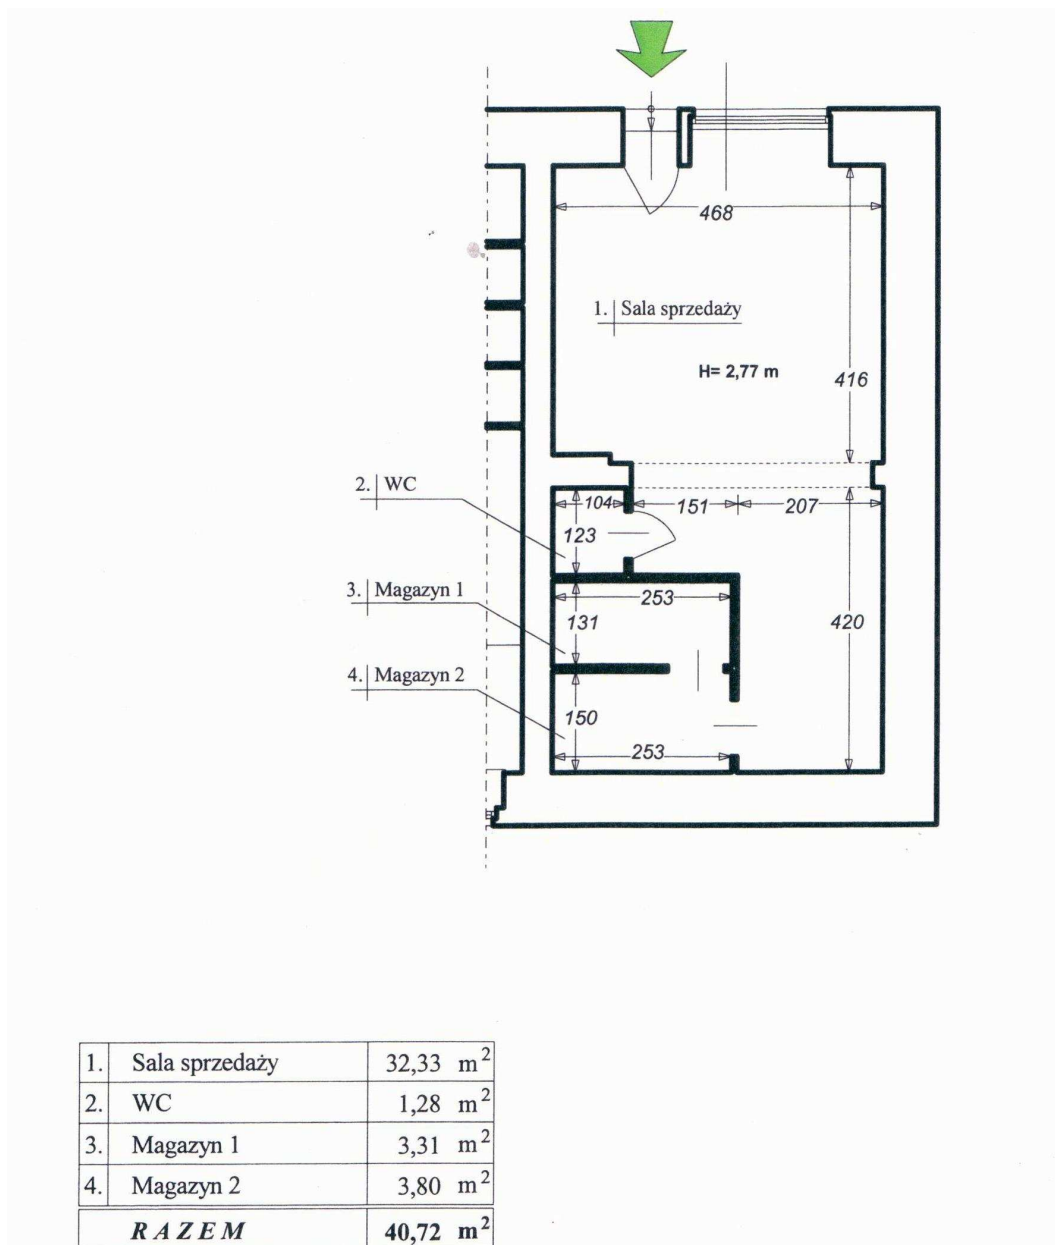 468
1. Sala sprzedaży
H= 2,77 m
416
2. WC
104 151 207
123
3. Magazyn 1
253
131
420
4. Magazyn 2
150
253
1. Sala sprzedaży 32,33 m²
2. WC 1,28 m²
3. Magazyn 1 3,31 m²
4. Magazyn 2 3,80 m²
RAZEM 40,72 m²